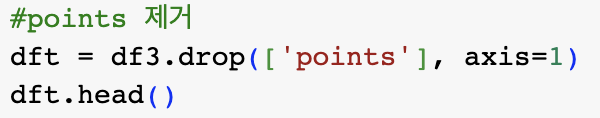 #points 제거
dft = df3.drop(['points'], axis=1)
dft.head()